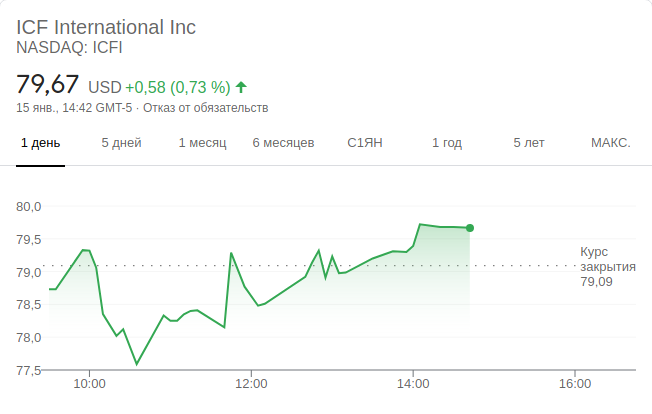 ICF International Inc
NASDAQ: ICFI
79,67 USD +0,58 (0,73 %)
15 янв., 14:42 GMT-5 · Отказ от обязательств
1 день 5 дней 1 месяц 6 месяцев С1ЯН 1 год 5 лет МАКС.
80,0
79,5
79,0
78,5
78,0
77,5
Курс
закрытия
79,09
10:00 12:00 14:00 16:00